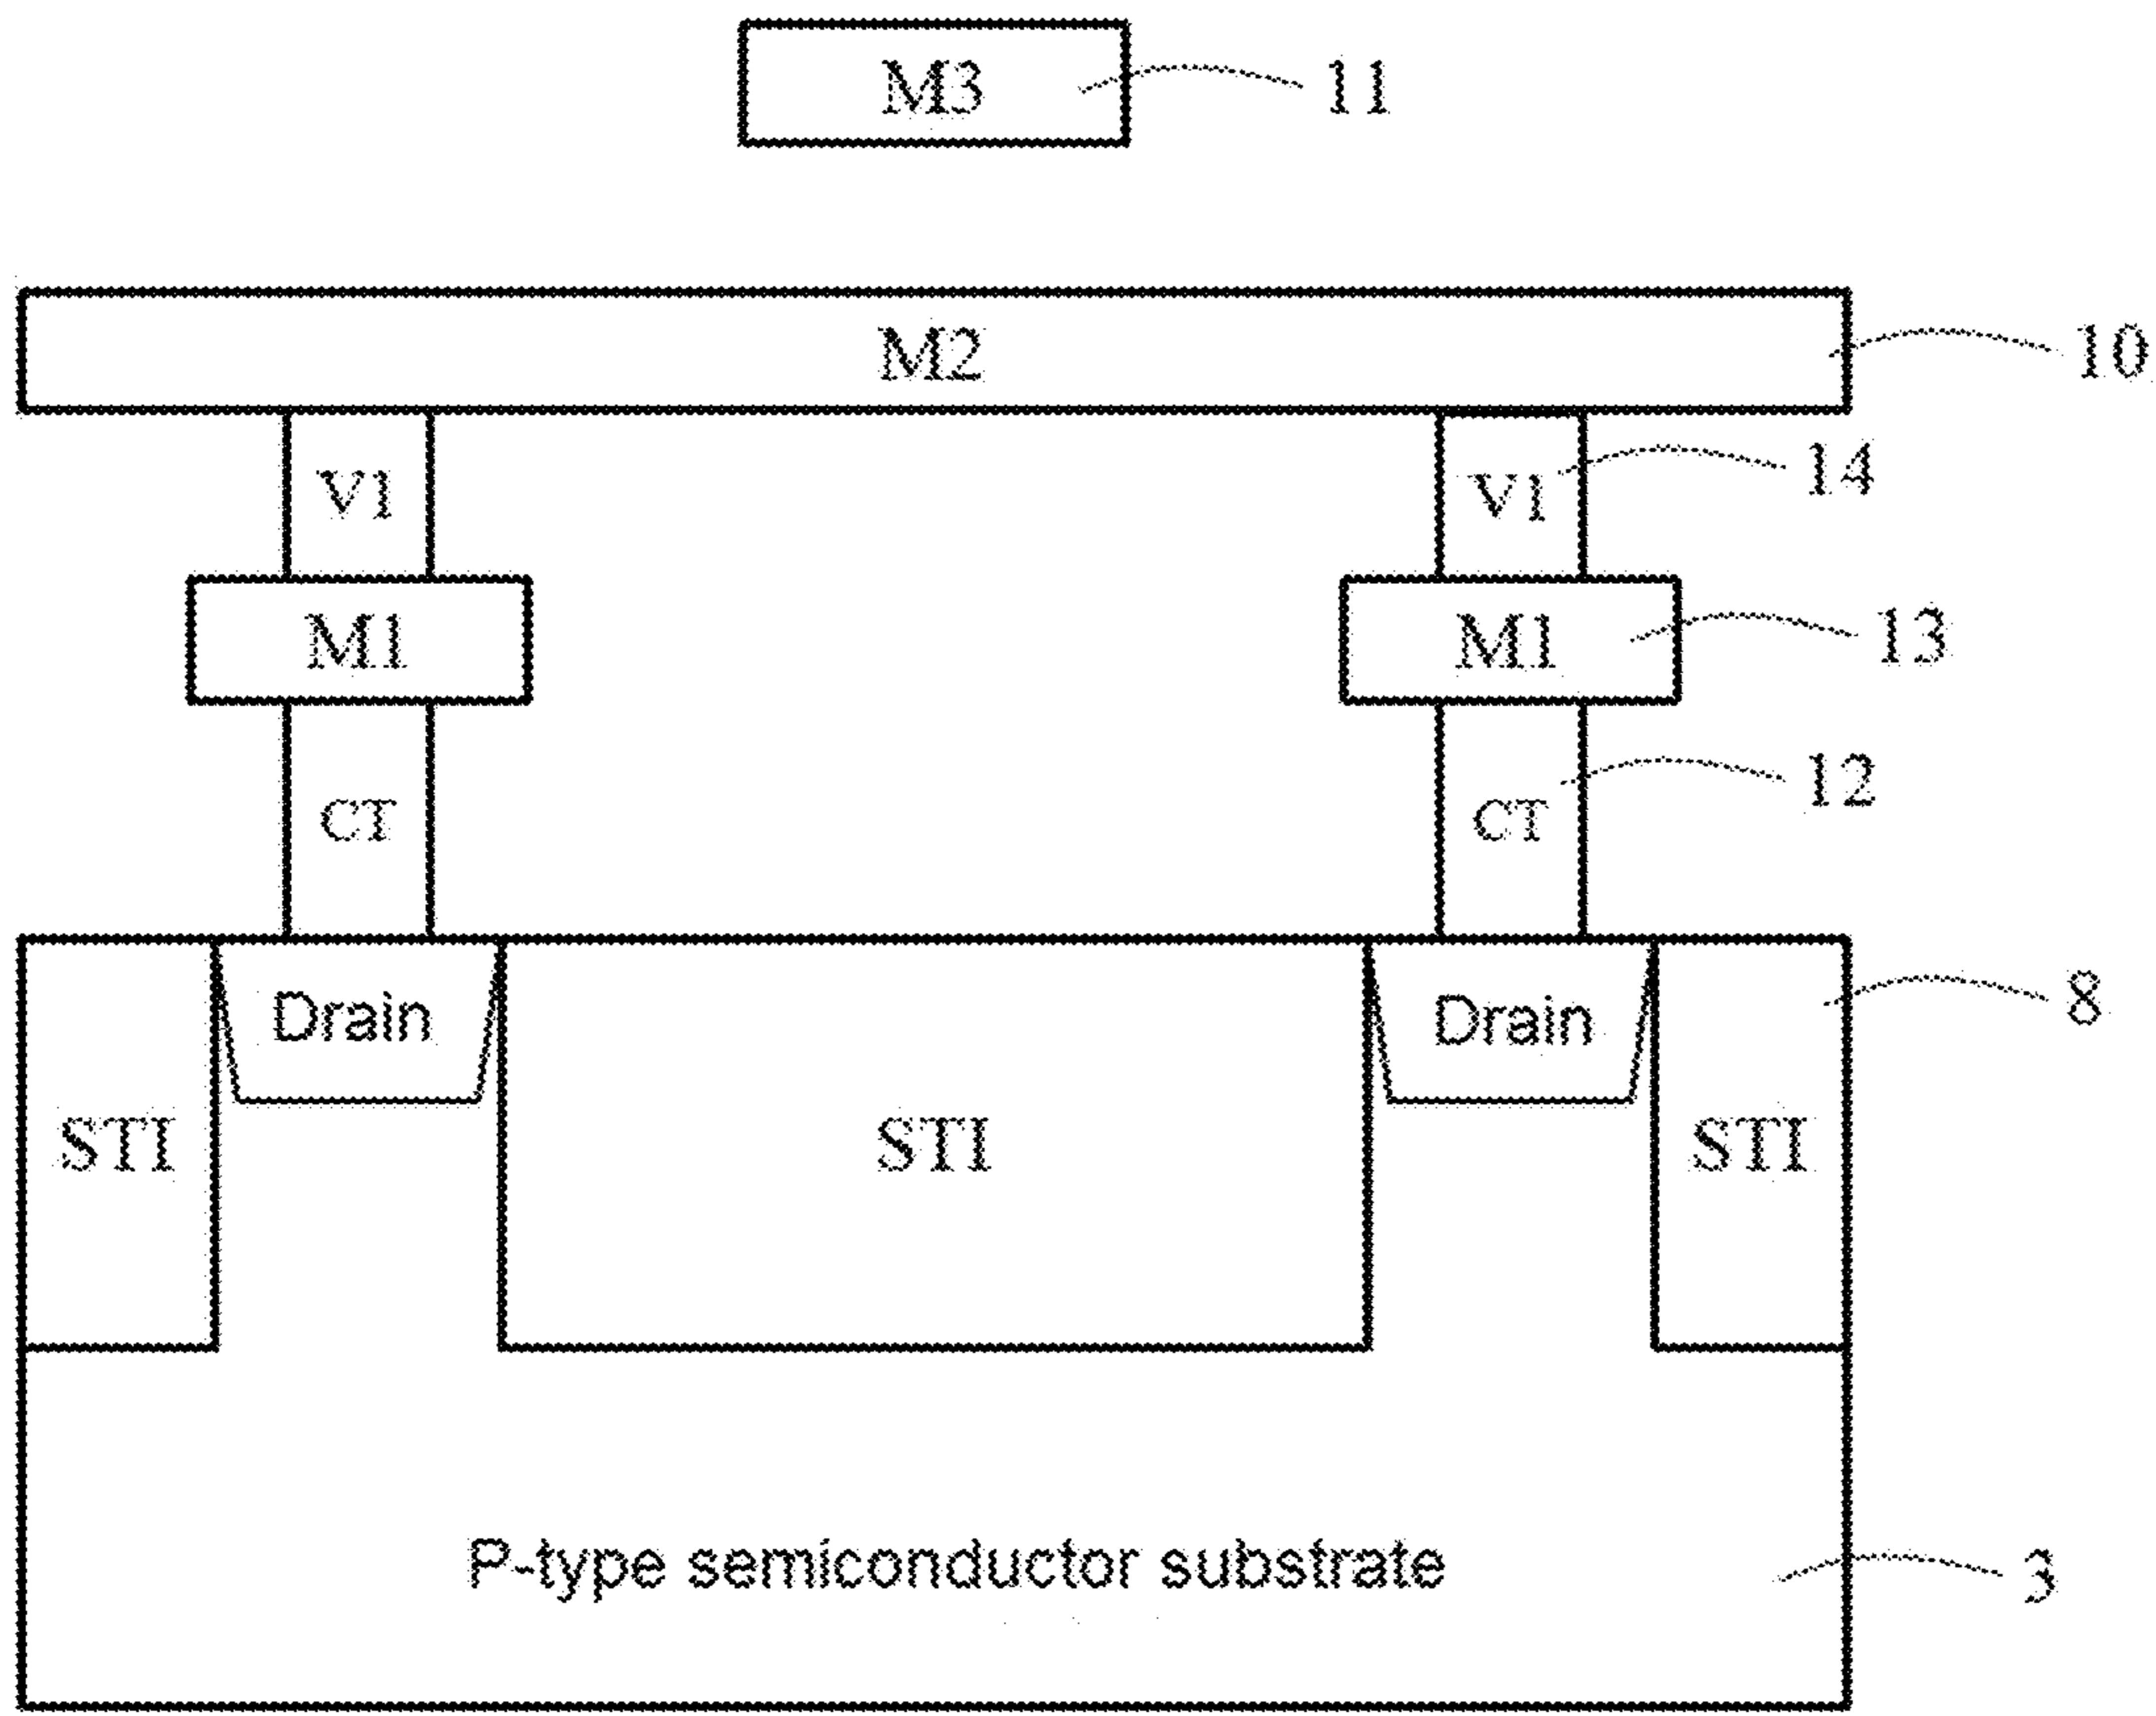 M3 11
M2 10
V1 V1 14
M1 M1 13
CT CT 12
Drain Drain 8
STI STI STI
P-type semiconductor substrate 3